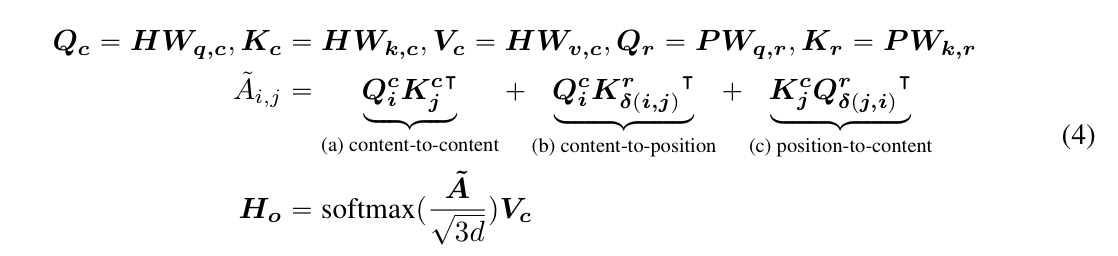 Q_c = HW_{q,c}, K_c = HW_{k,c}, V_c = HW_{v,c}, Q_r = PW_{q,r}, K_r = PW_{k,r}
Ã_{i,j} = Q_i^c K_j^{c⊤} + Q_i^c K_{δ(i,j)}^r ⊤ + K_j^c Q_{δ(j,i)}^r ⊤
(a) content-to-content (b) content-to-position (c) position-to-content
(4)
H_o = softmax(Ã/√3d)V_c